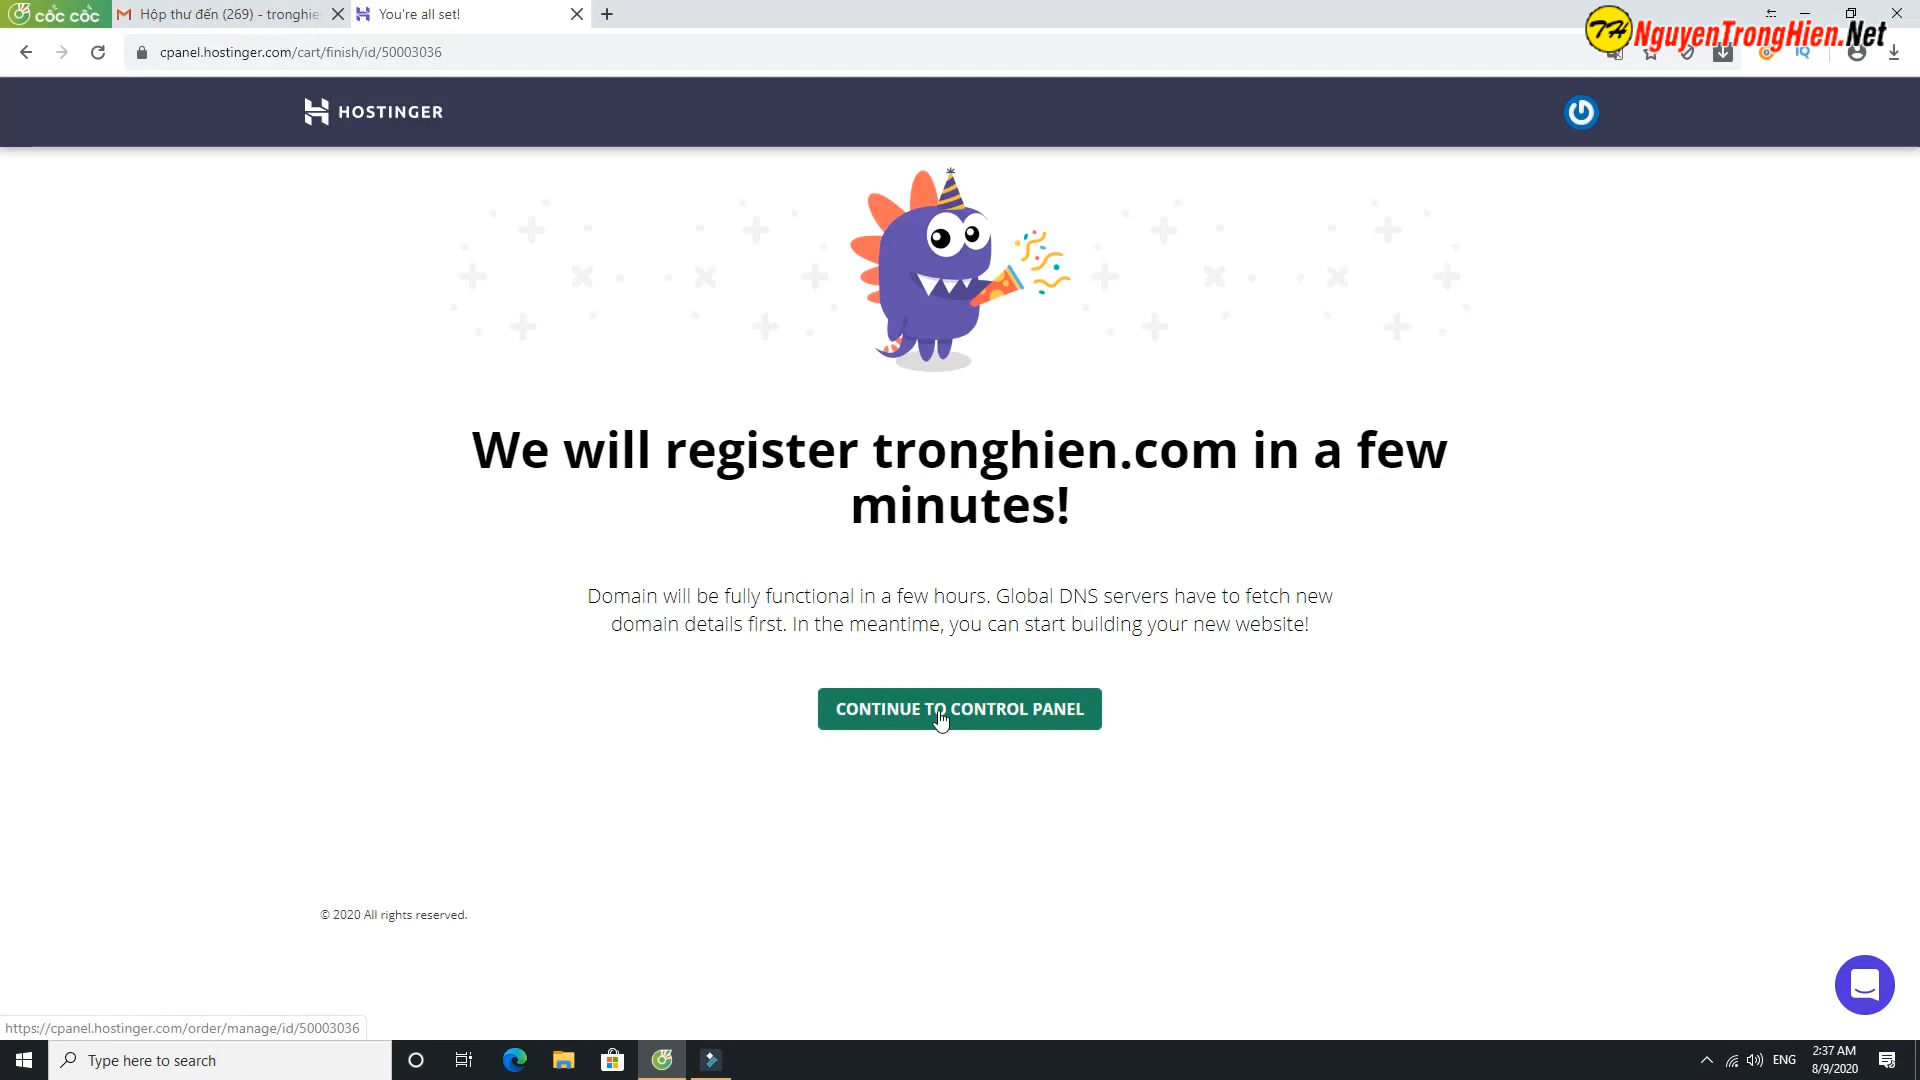 cốc cốc
Hộp thư đến (269) - tronghie
You're all set!
NguyenTrongHien.Net
cpanel.hostinger.com/cart/finish/id/50003036
HOSTINGER
We will register tronghien.com in a few
minutes!
Domain will be fully functional in a few hours. Global DNS servers have to fetch new
domain details first. In the meantime, you can start building your new website!
CONTINUE TO CONTROL PANEL
© 2020 All rights reserved.
https://cpanel.hostinger.com/order/manage/id/50003036
Type here to search
ENG
2:37 AM
8/9/2020